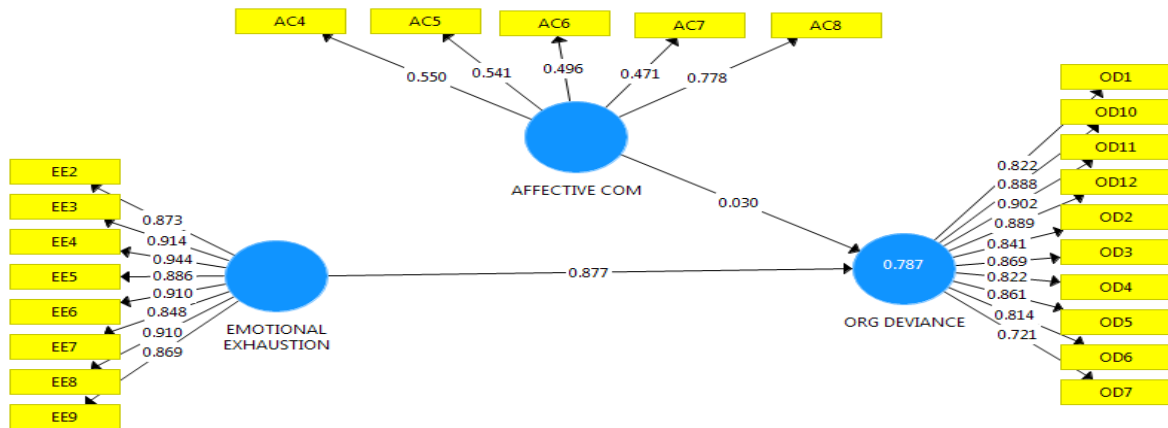 AC4 AC5 AC6 AC7 AC8
0.550 0.541 0.496 0.471 0.778
AFFECTIVE COM
0.030
EE2
EE3
EE4
EE5
EE6
EE7
EE8
EE9
0.873
0.914
0.944
0.886
0.910
0.848
0.910
0.869
EMOTIONAL
EXHAUSTION
0.877
0.787
ORG DEVIANCE
0.822
0.888
0.902
0.889
0.841
0.869
0.822
0.861
0.814
0.721
OD1
OD10
OD11
OD12
OD2
OD3
OD4
OD5
OD6
OD7